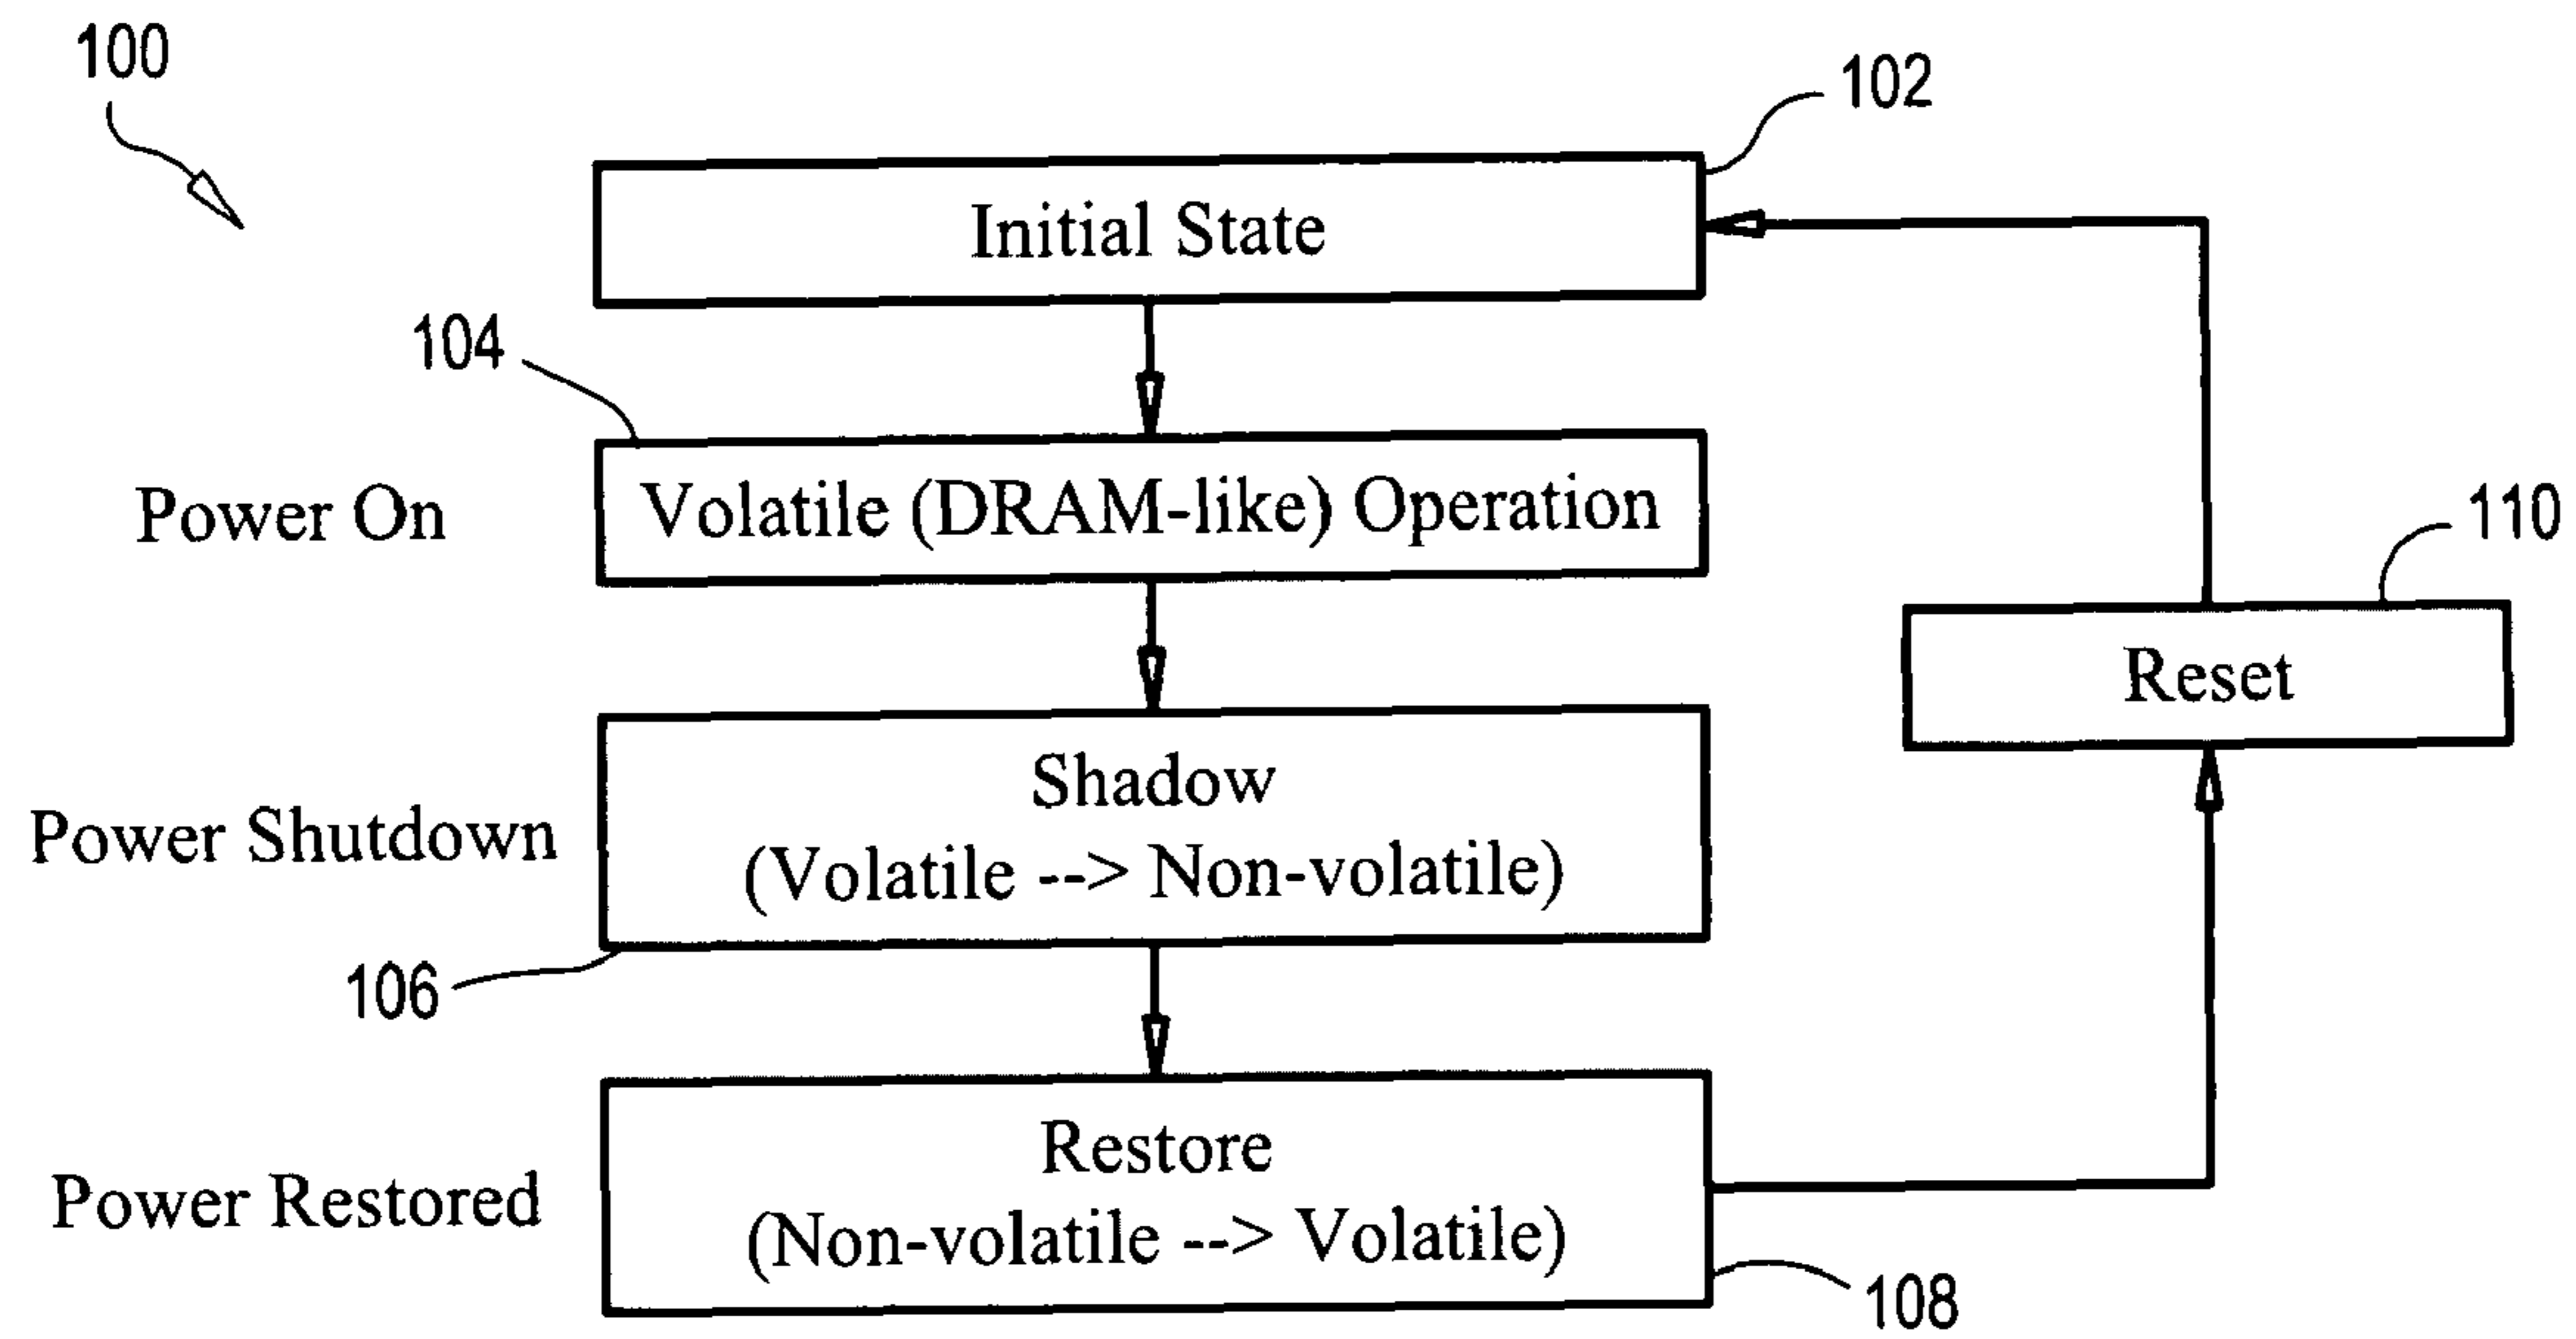 100
102
Initial State
104
Power On
Volatile (DRAM-like) Operation
110
Reset
Power Shutdown
Shadow
(Volatile --> Non-volatile)
106
Power Restored
Restore
(Non-volatile --> Volatile)
108